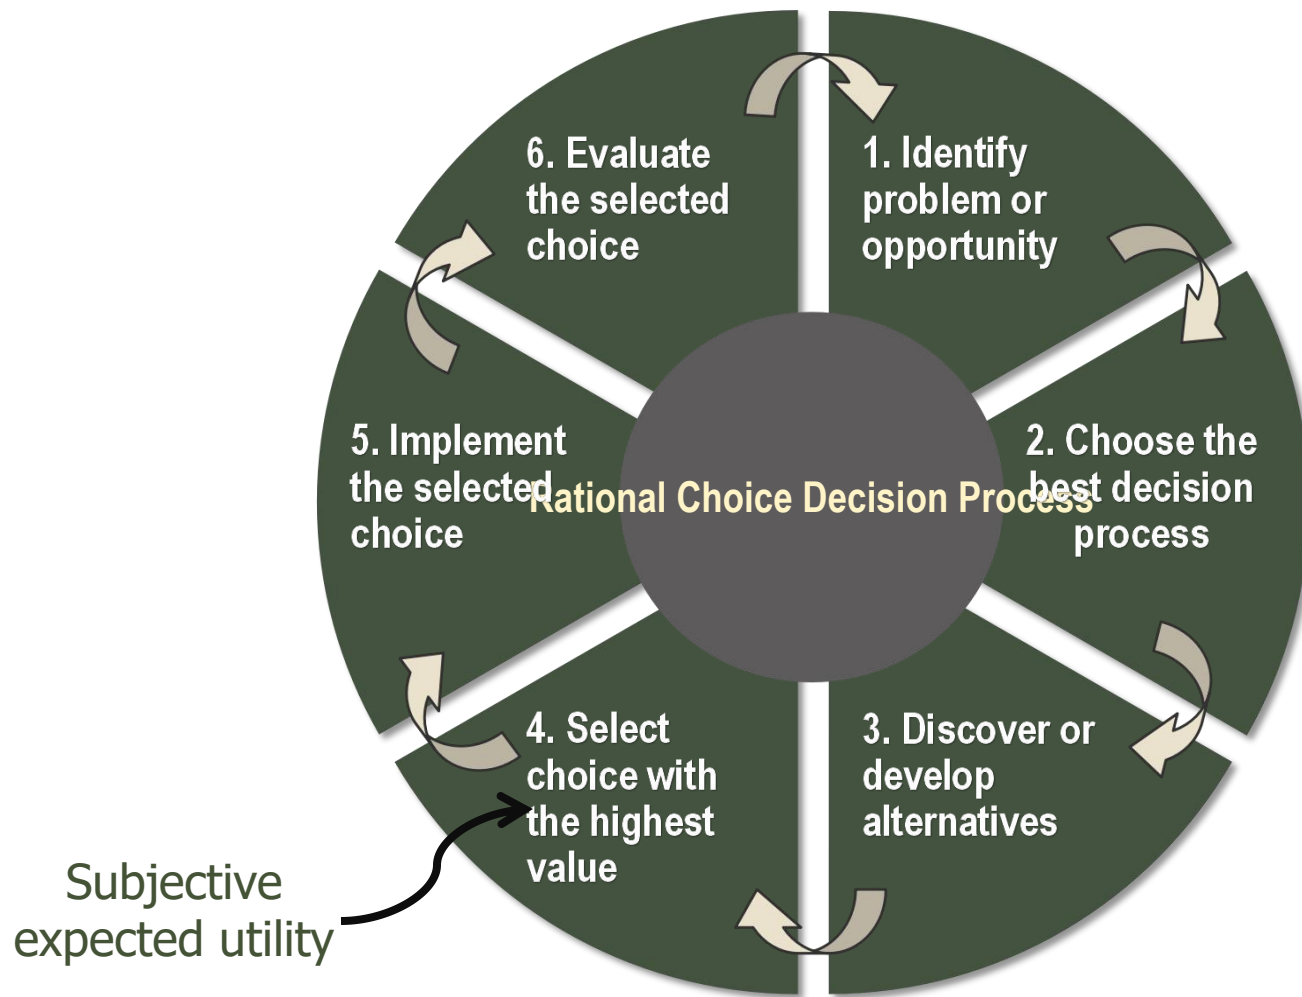 1. Identify
problem or
opportunity
2. Choose the
best decision
process
3. Discover or
develop
alternatives
4. Select
choice with
the highest
value
5. Implement
the selected
choice
6. Evaluate
the selected
choice
Rational Choice Decision Process
Subjective
expected utility